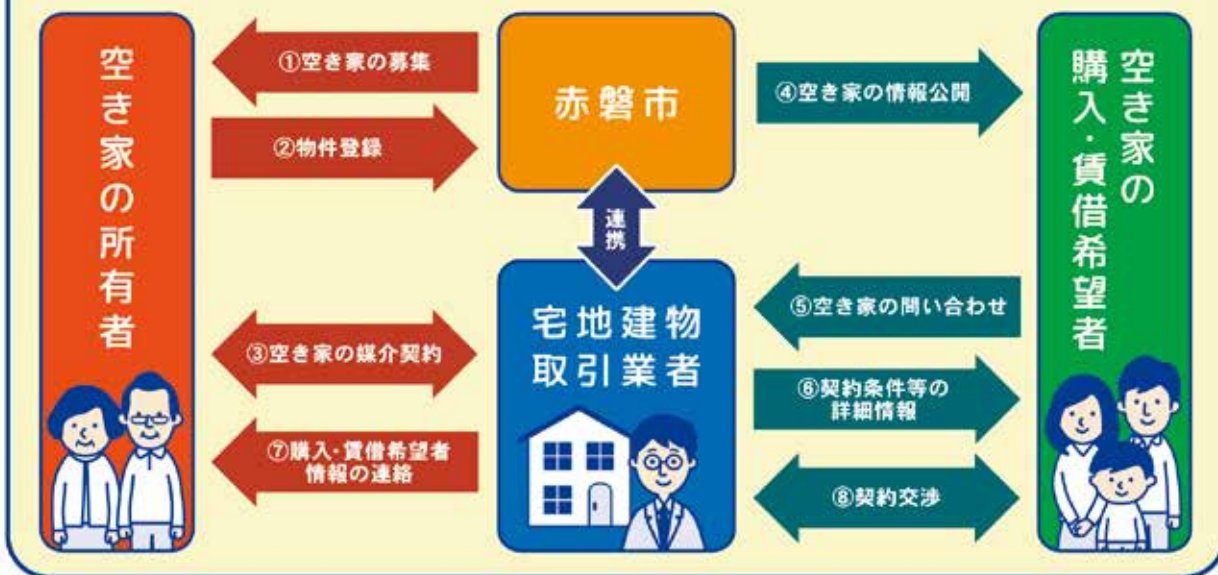 空き家の所有者
①空き家の募集
②物件登録
③空き家の媒介契約
⑦購入・賃借希望者
情報の連絡
赤磐市
連携
宅地建物
取引業者
④空き家の情報公開
⑤空き家の問い合わせ
⑥契約条件等の
詳細情報
⑧契約交渉
空き家の
購入・賃借希望者